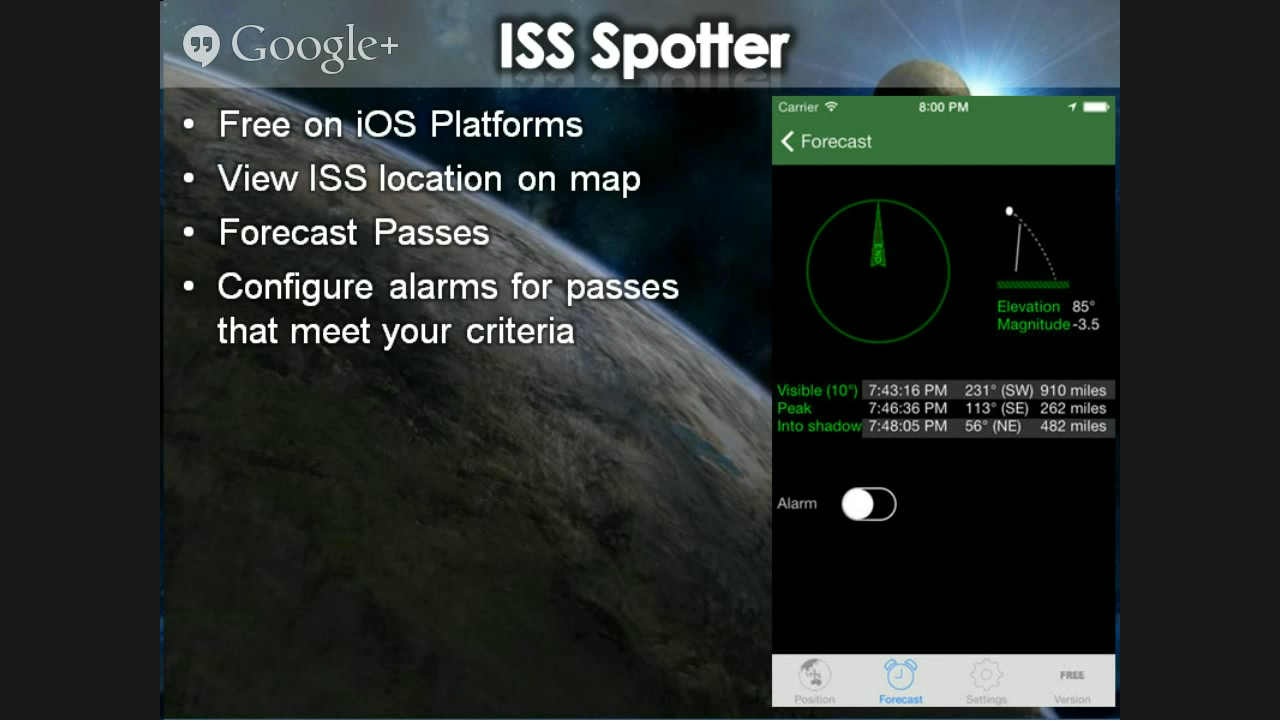 Google+
ISS Spotter
• Free on iOS Platforms
• View ISS location on map
• Forecast Passes
• Configure alarms for passes
that meet your criteria
Carrier 8:00 PM
Forecast
Elevation 85°
Magnitude -3.5
Visible (10°) 7:43:16 PM 231° (SW) 910 miles
Peak 7:46:36 PM 113° (SE) 262 miles
Into shadow 7:48:05 PM 56° (NE) 482 miles
Alarm
FREE
Position Forecast Settings Version